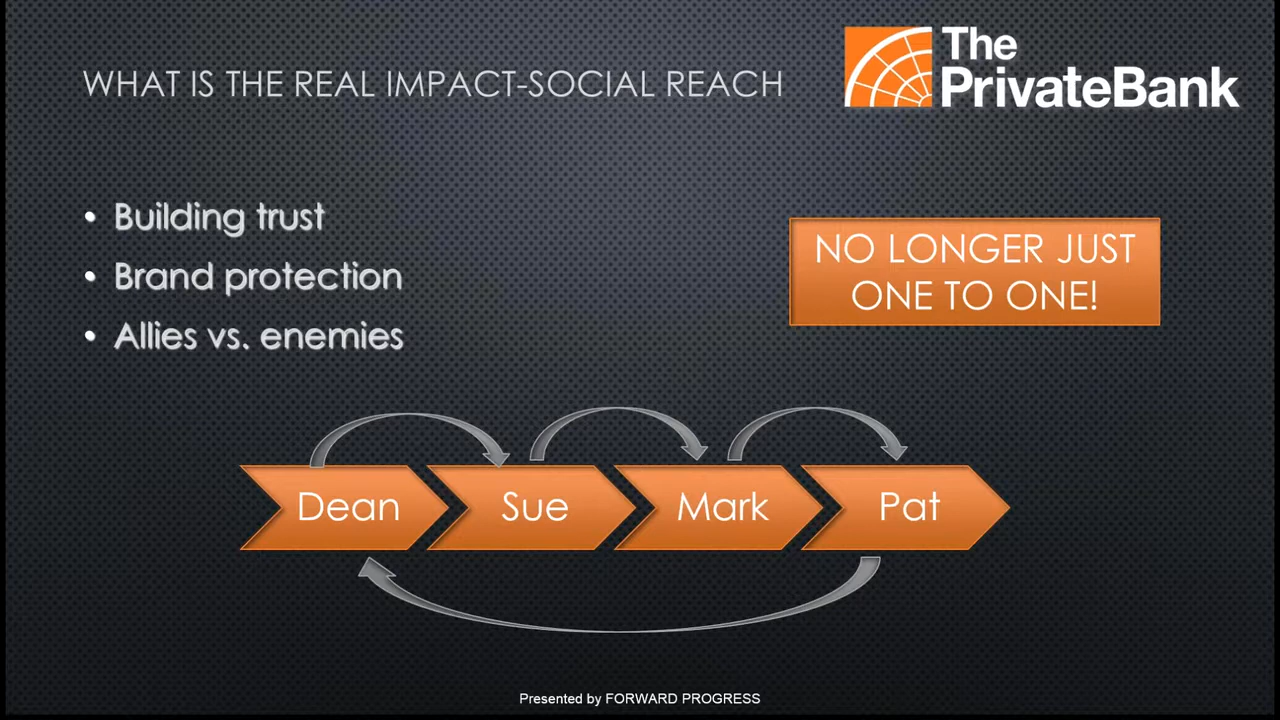 WHAT IS THE REAL IMPACT-SOCIAL REACH
The
PrivateBank
• Building trust
• Brand protection
• Allies vs. enemies
NO LONGER JUST
ONE TO ONE!
Dean
Sue
Mark
Pat
Presented by FORWARD PROGRESS